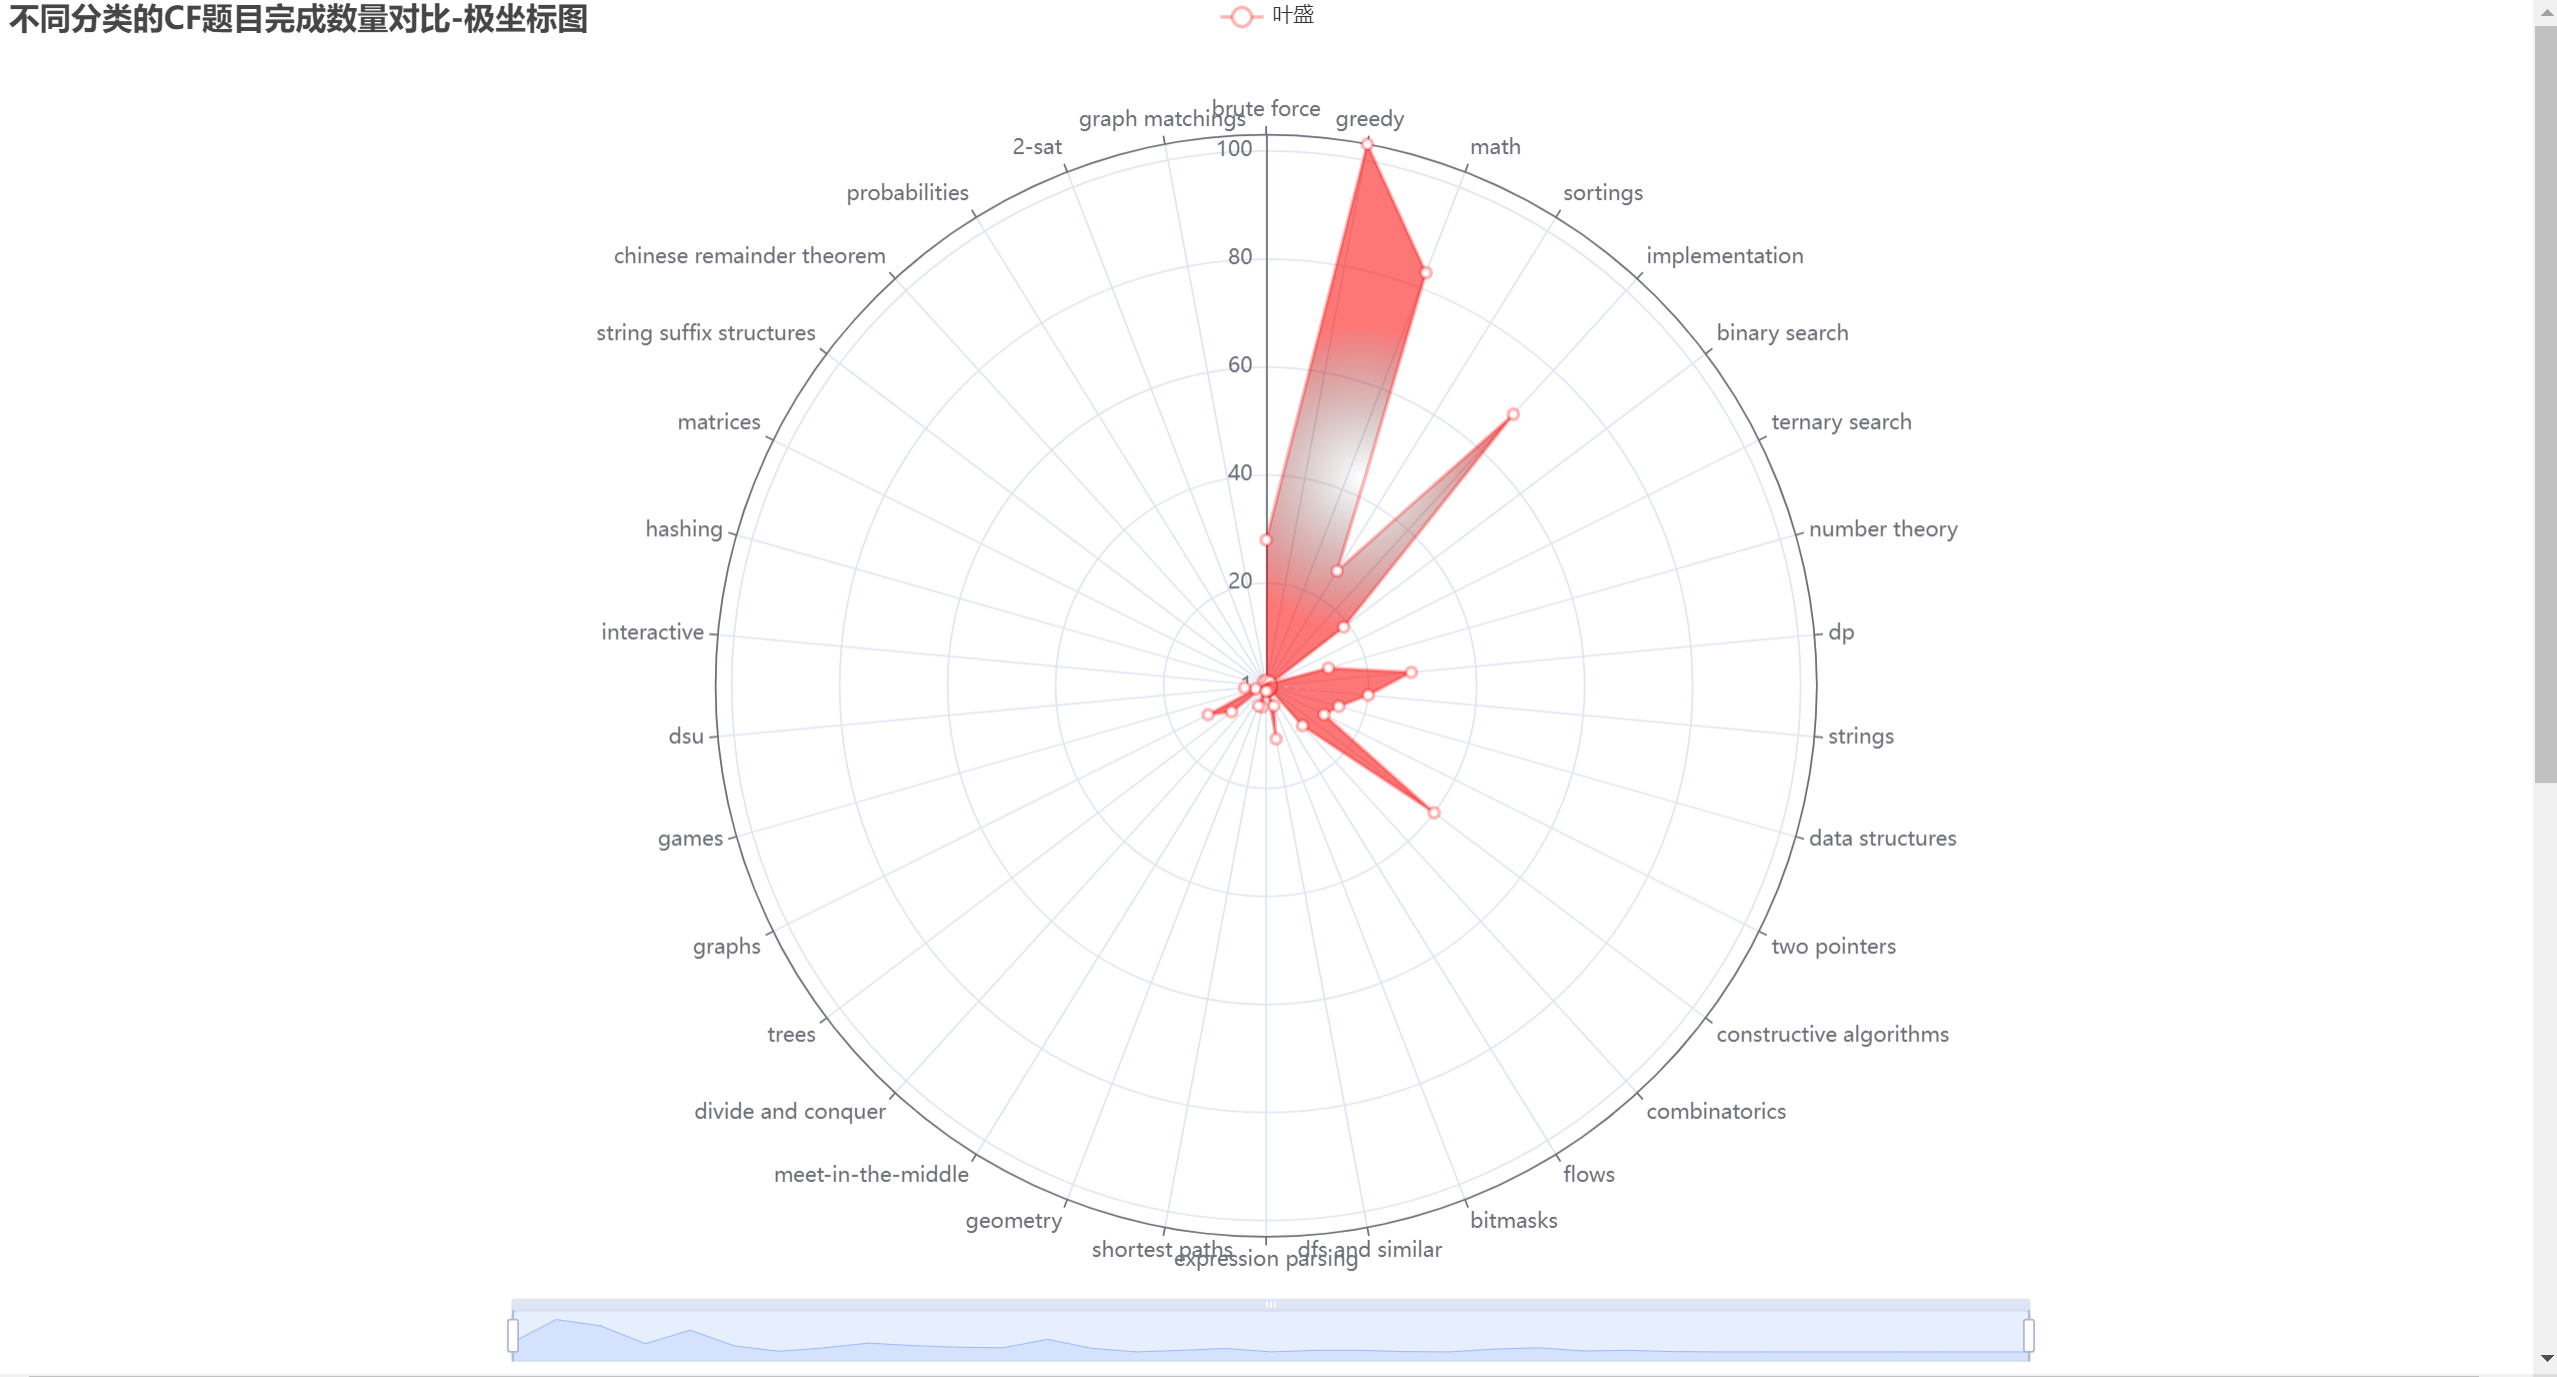 不同分类的CF题目完成数量对比-极坐标图
叶盛
brute force
greedy
math
sortings
implementation
binary search
ternary search
number theory
dp
strings
data structures
two pointers
constructive algorithms
combinatorics
flows
bitmasks
dfs and similar
expression parsing
shortest paths
geometry
meet-in-the-middle
divide and conquer
trees
graphs
games
dsu
interactive
hashing
matrices
string suffix structures
chinese remainder theorem
probabilities
2-sat
graph matchings
100
80
60
40
20
1